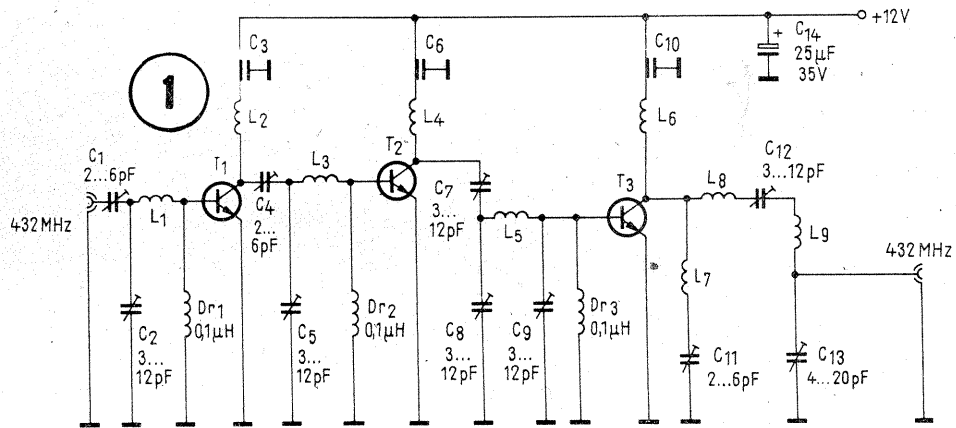 1
C1
2...6pF
432 MHz
L1
C2
3...
12pF
Dr1
0,1µH
T1
L2
C3
C4
2...
6pF
L3
C5
3...
12pF
Dr2
0,1µH
T2
L4
C6
C7
3...
12pF
C8
3...
12pF
L5
C9
3...
12pF
Dr3
0,1µH
T3
L6
C10
L7
C11
2...6pF
L8
C12
3...12pF
L9
C13
4...20pF
432 MHz
+
C14
25µF
35V
+12V